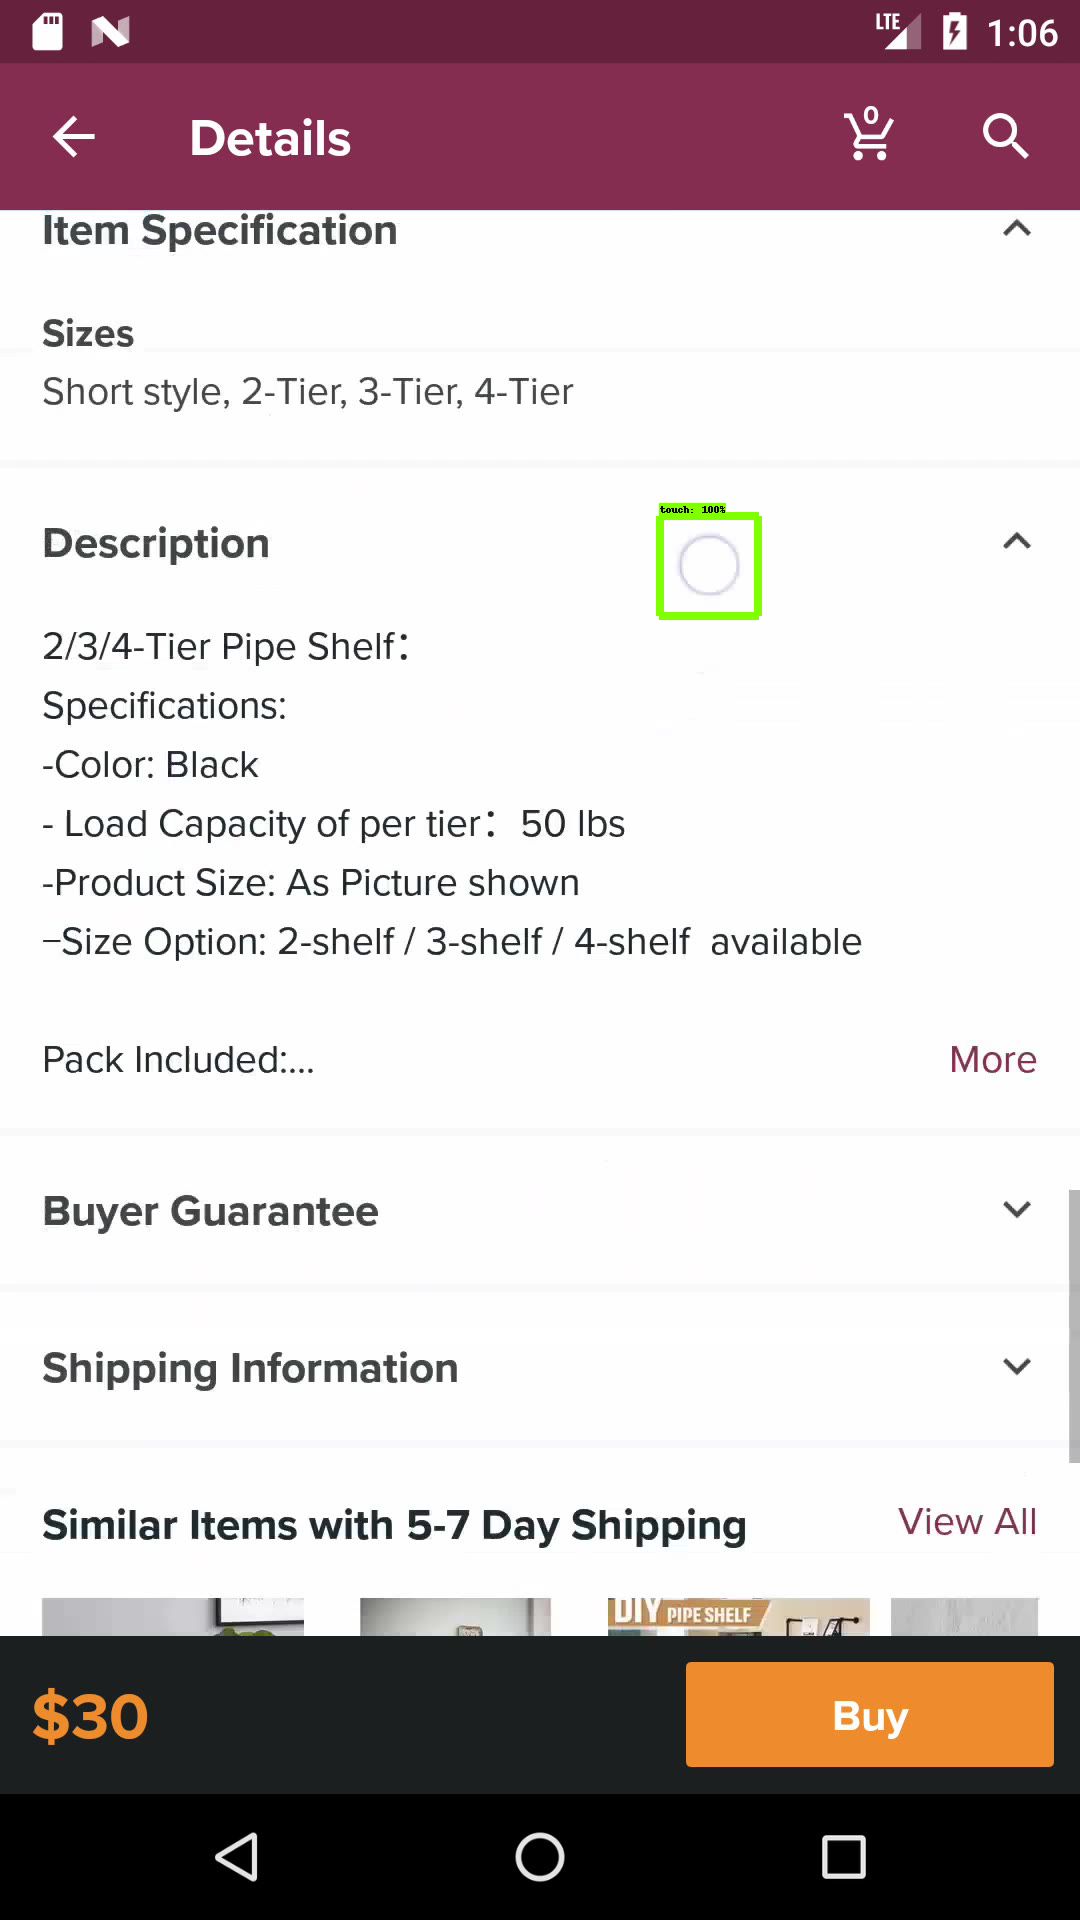 LTE 1:06
Details 0
Item Specification
Sizes
Short style, 2-Tier, 3-Tier, 4-Tier
touch: 100%
Description
2/3/4-Tier Pipe Shelf：
Specifications:
-Color: Black
- Load Capacity of per tier：50 lbs
-Product Size: As Picture shown
–Size Option: 2-shelf / 3-shelf / 4-shelf  available
Pack Included:... More
Buyer Guarantee
Shipping Information
Similar Items with 5-7 Day Shipping View All
DIY PIPE SHELF
$30 Buy